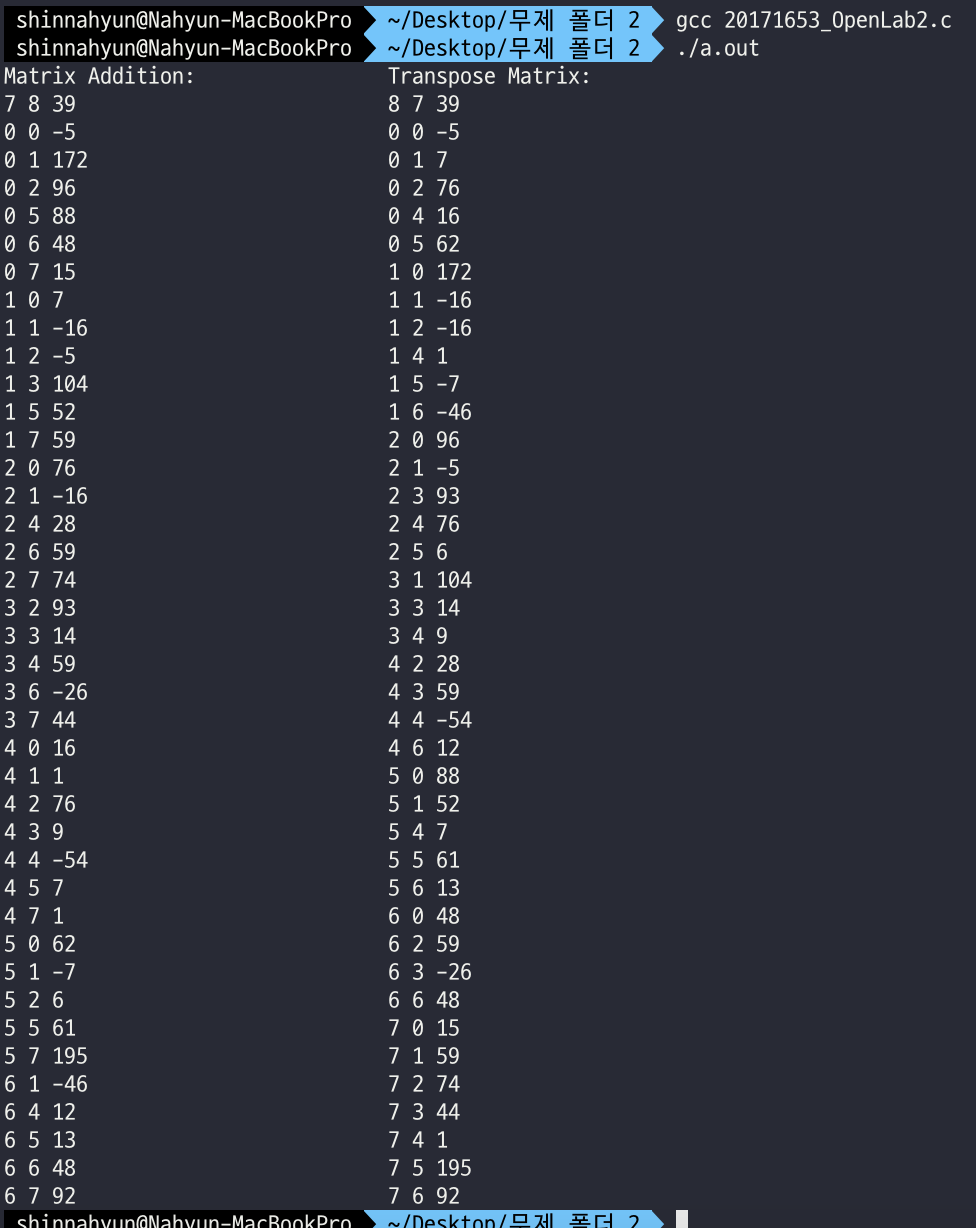 shinnahyun@Nahyun-MacBookPro ~/Desktop/무제 폴더 2 gcc 20171653_OpenLab2.c
shinnahyun@Nahyun-MacBookPro ~/Desktop/무제 폴더 2 ./a.out
Matrix Addition: Transpose Matrix:
7 8 39 8 7 39
0 0 -5 0 0 -5
0 1 172 0 1 7
0 2 96 0 2 76
0 5 88 0 4 16
0 6 48 0 5 62
0 7 15 1 0 172
1 0 7 1 1 -16
1 1 -16 1 2 -16
1 2 -5 1 4 1
1 3 104 1 5 -7
1 5 52 1 6 -46
1 7 59 2 0 96
2 0 76 2 1 -5
2 1 -16 2 3 93
2 4 28 2 4 76
2 6 59 2 5 6
2 7 74 3 1 104
3 2 93 3 3 14
3 3 14 3 4 9
3 4 59 4 2 28
3 6 -26 4 3 59
3 7 44 4 4 -54
4 0 16 4 6 12
4 1 1 5 0 88
4 2 76 5 1 52
4 3 9 5 4 7
4 4 -54 5 5 61
4 5 7 5 6 13
4 7 1 6 0 48
5 0 62 6 2 59
5 1 -7 6 3 -26
5 2 6 6 6 48
5 5 61 7 0 15
5 7 195 7 1 59
6 1 -46 7 2 74
6 4 12 7 3 44
6 5 13 7 4 1
6 6 48 7 5 195
6 7 92 7 6 92
shinnahyun@Nahyun-MacBookPro ~/Desktop/무제 폴더 2